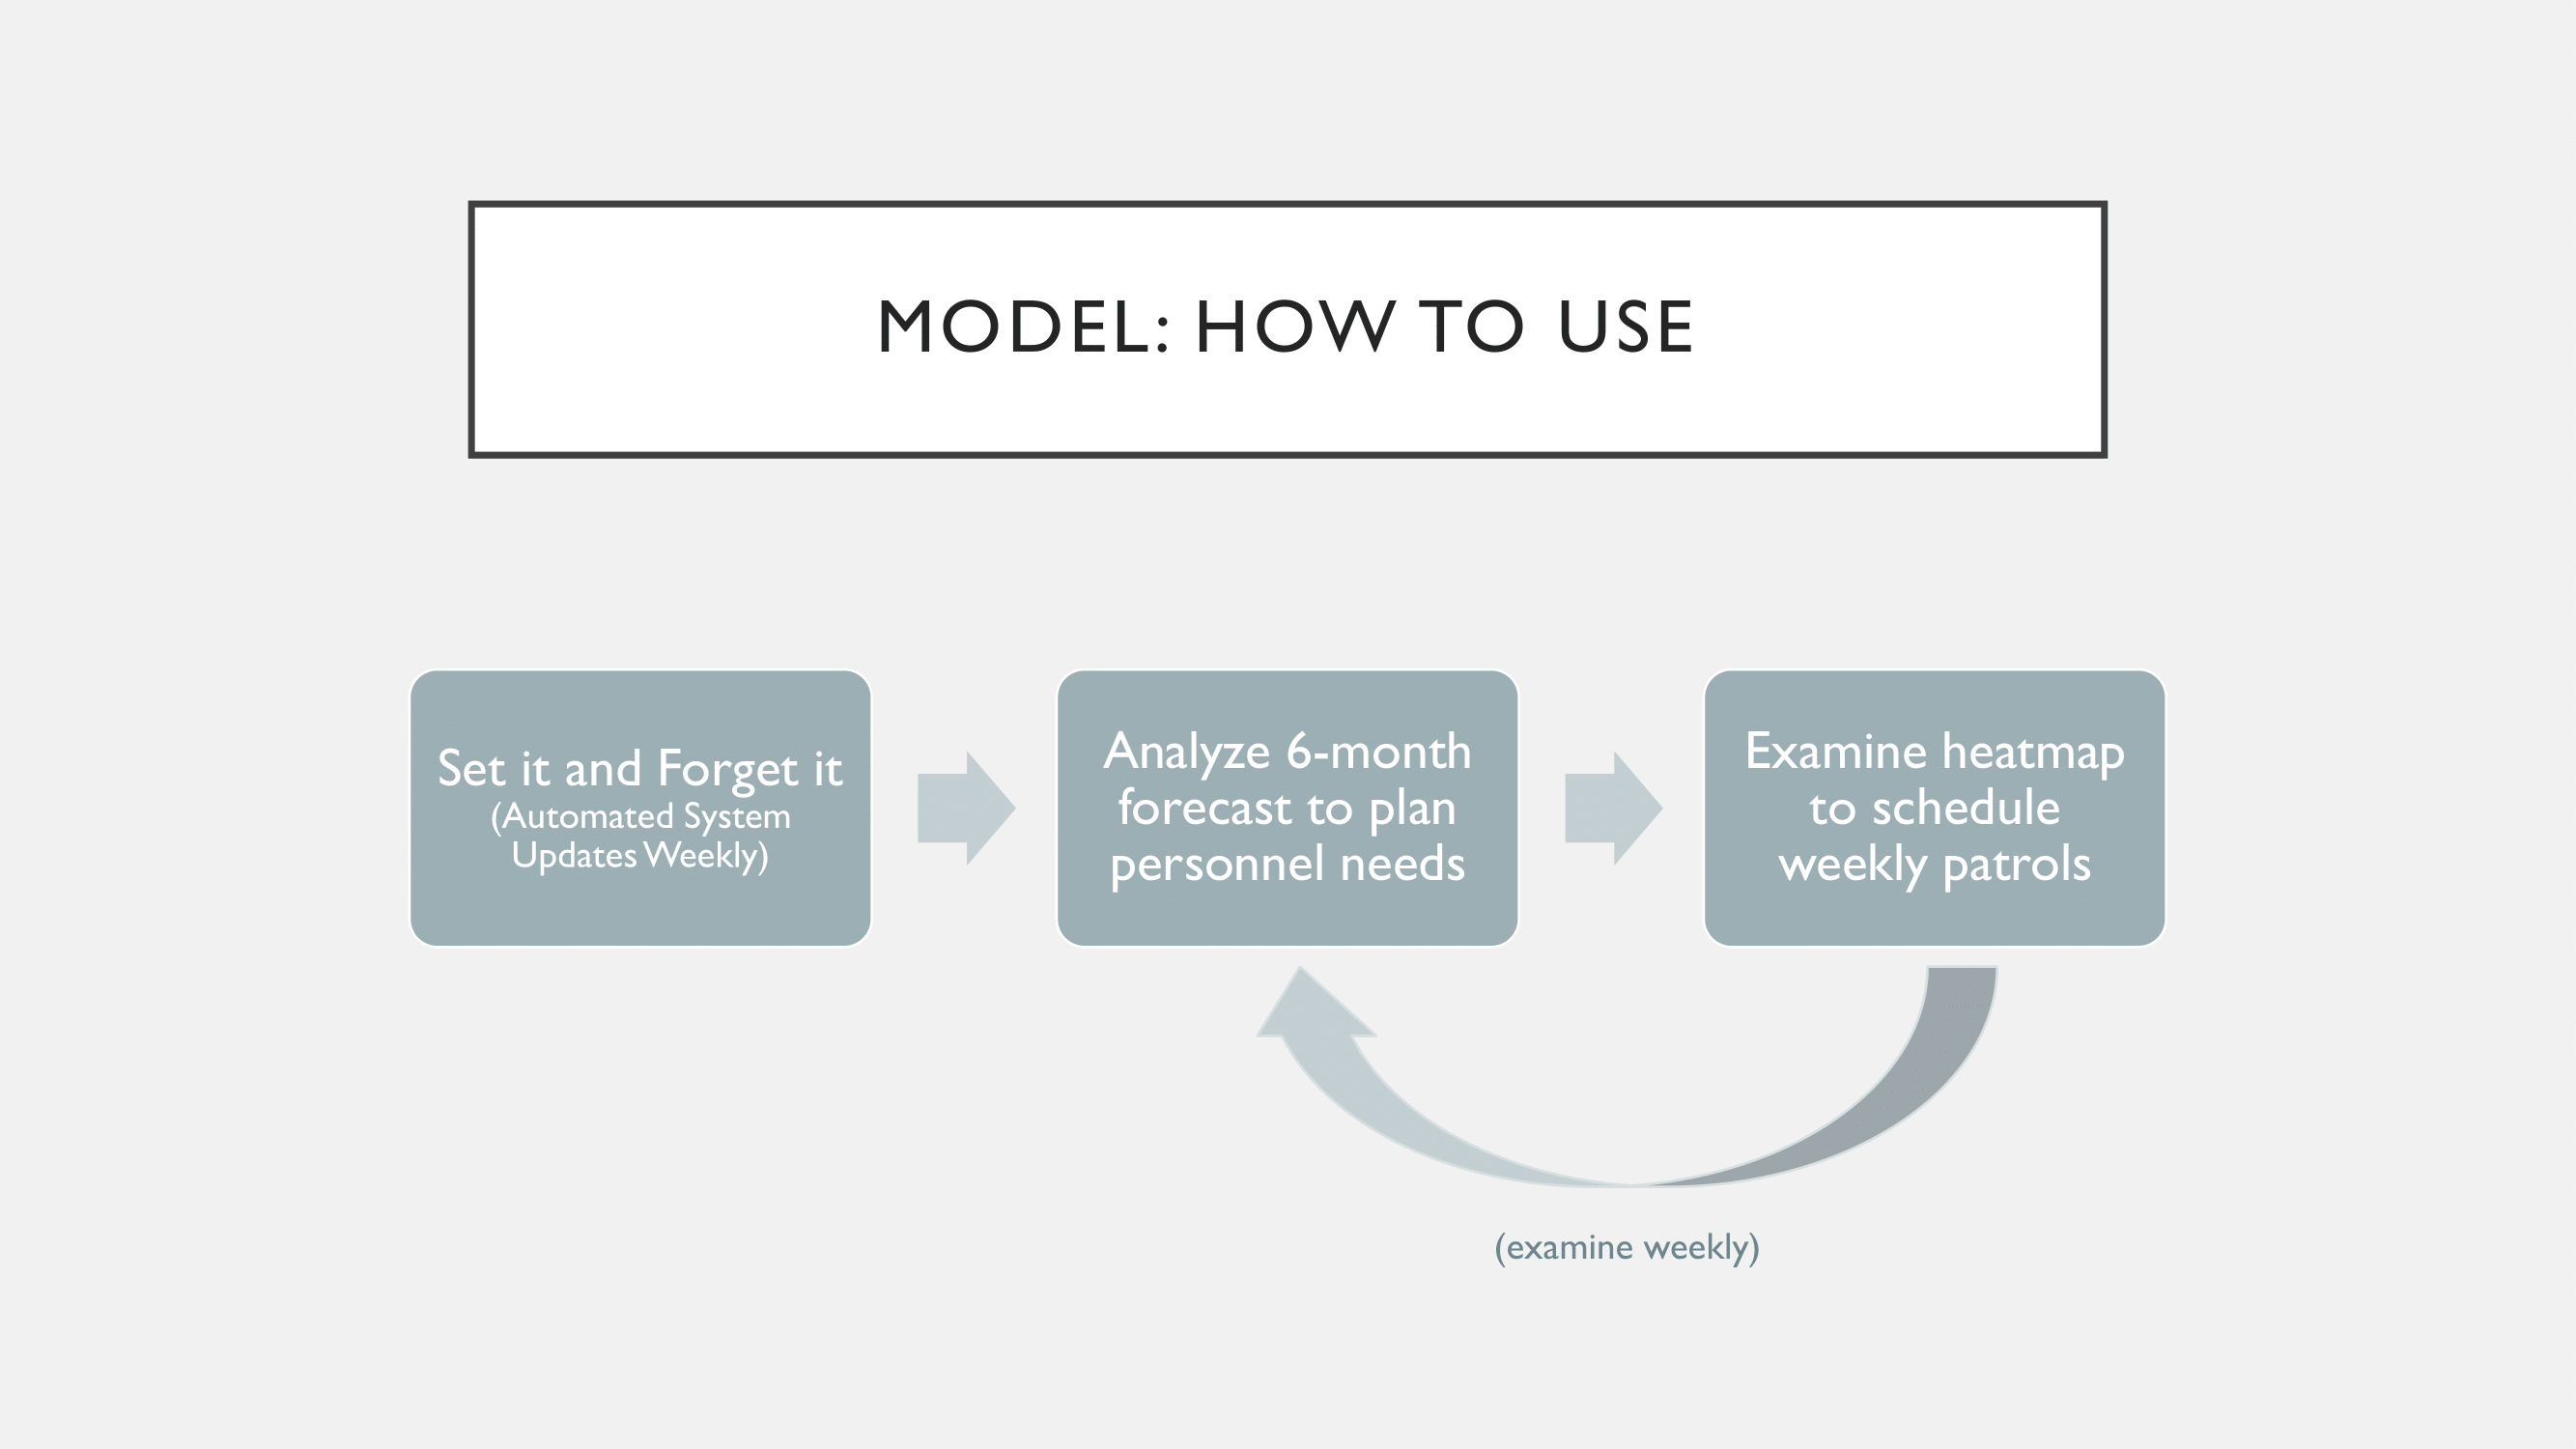 MODEL: HOW TO USE
Set it and Forget it
(Automated System
Updates Weekly)
Analyze 6-month
forecast to plan
personnel needs
Examine heatmap
to schedule
weekly patrols
(examine weekly)